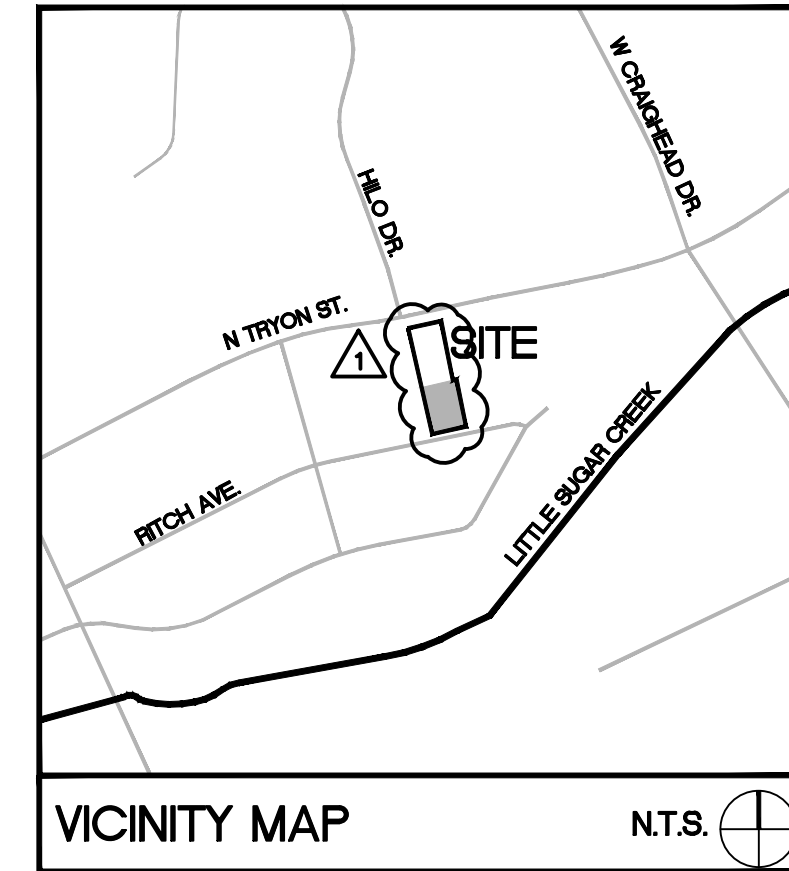 W CRAIGHEAD DR.
HILO DR.
N TRYON ST.
1
SITE
LITTLE SUGAR CREEK
RITCH AVE.
VICINITY MAP
N.T.S.